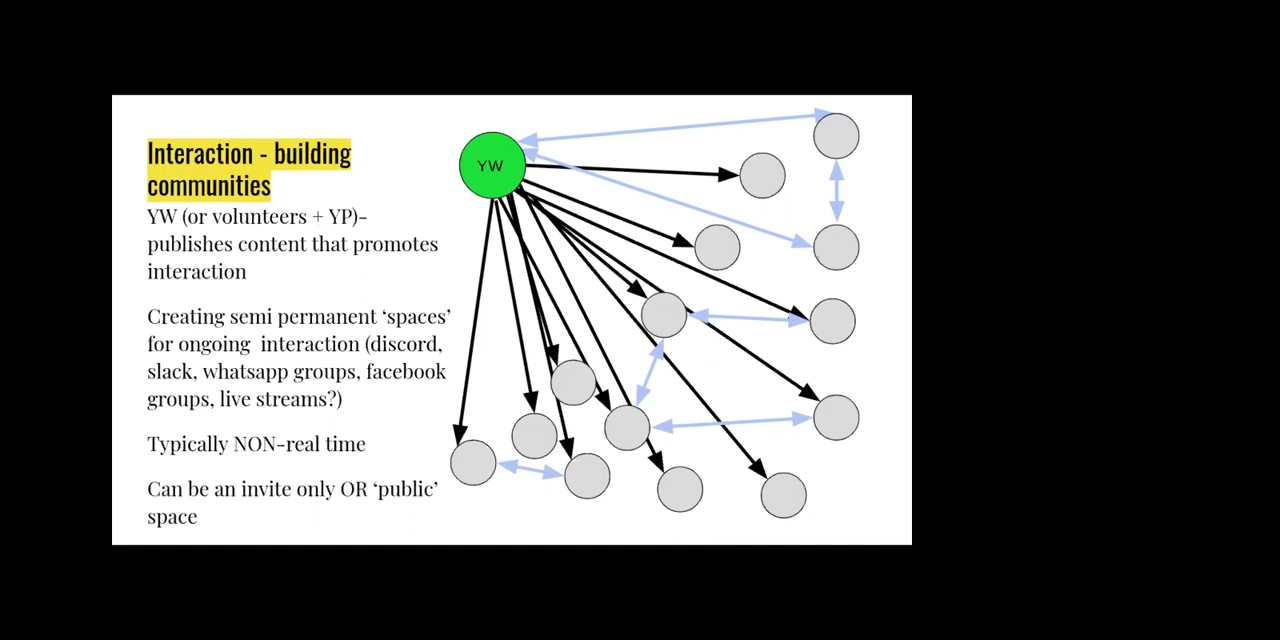 Interaction - building
communities
YW (or volunteers + YP)-
publishes content that promotes
interaction
Creating semi permanent ‘spaces’
for ongoing  interaction (discord,
slack, whatsapp groups, facebook
groups, live streams?)
Typically NON-real time
Can be an invite only OR ‘public’
space
YW